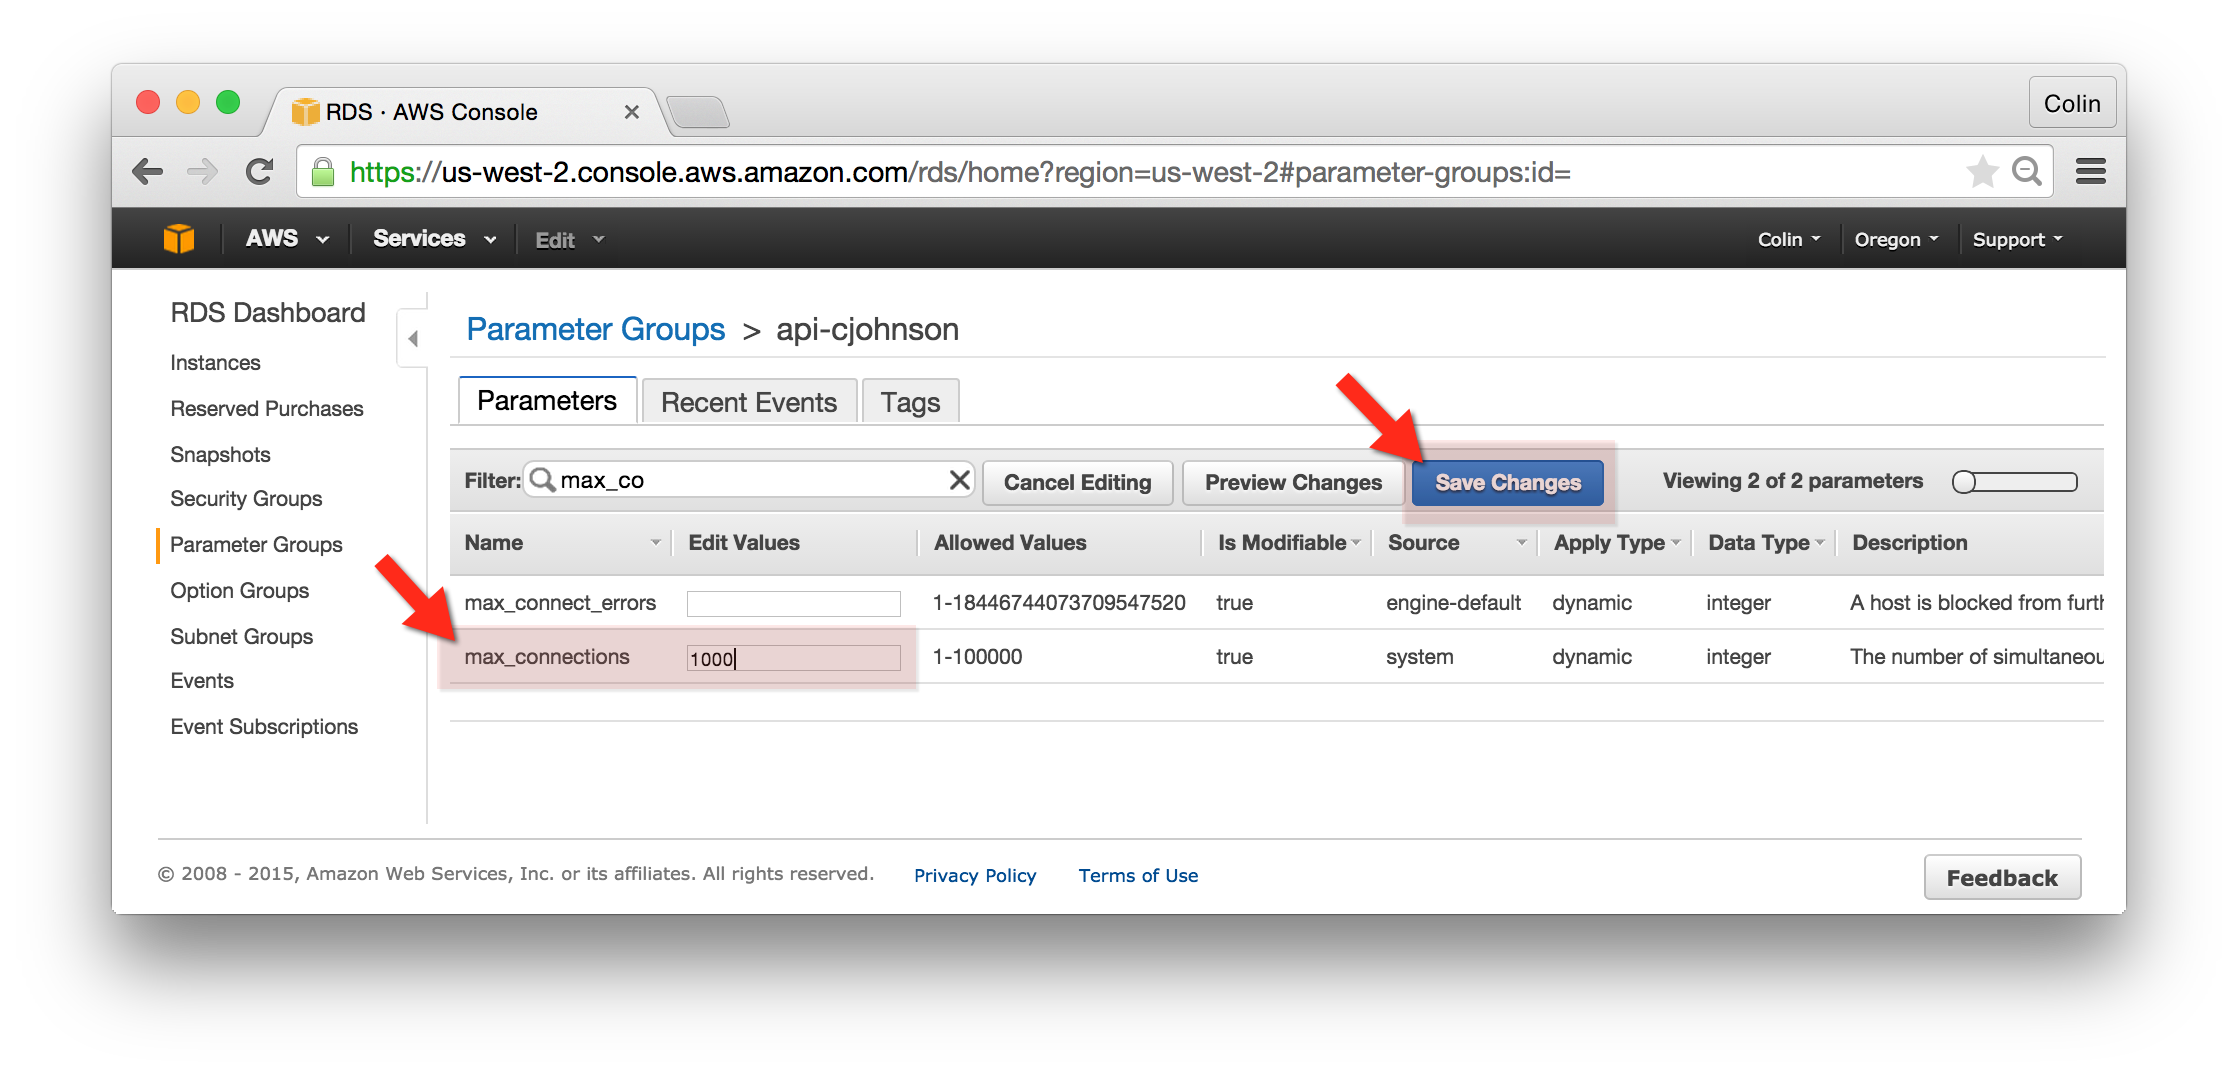 RDS · AWS Console
Colin
https://us-west-2.console.aws.amazon.com/rds/home?region=us-west-2#parameter-groups:id=
AWS Services Edit Colin Oregon Support
RDS Dashboard
Instances
Reserved Purchases
Snapshots
Security Groups
Parameter Groups
Option Groups
Subnet Groups
Events
Event Subscriptions
Parameter Groups > api-cjohnson
Parameters Recent Events Tags
Filter: max_co Cancel Editing Preview Changes Save Changes Viewing 2 of 2 parameters
Name Edit Values Allowed Values Is Modifiable Source Apply Type Data Type Description
max_connect_errors 1-18446744073709547520 true engine-default dynamic integer A host is blocked from furth
max_connections 1000 1-100000 true system dynamic integer The number of simultaneou
© 2008 - 2015, Amazon Web Services, Inc. or its affiliates. All rights reserved. Privacy Policy Terms of Use
Feedback